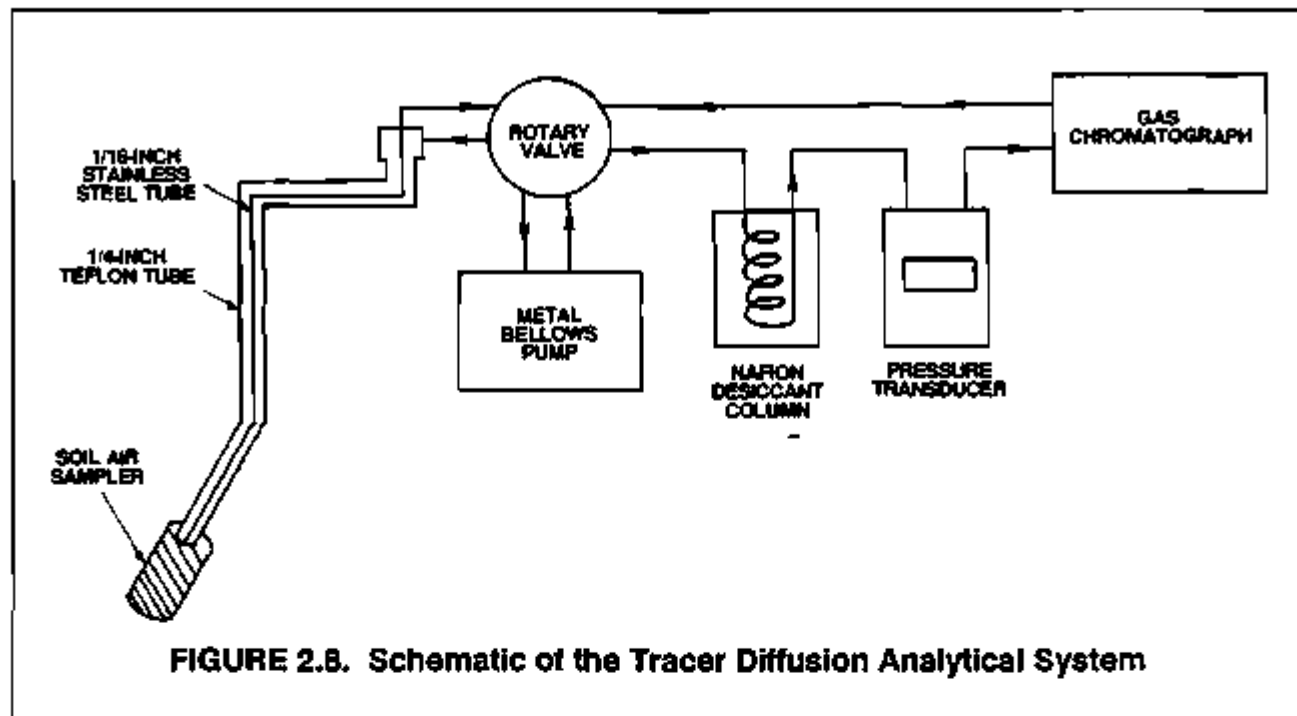 ROTARY
VALVE
GAS
CHROMATOGRAPH
1/16-INCH
STAINLESS
STEEL TUBE
1/4-INCH
TEFLON TUBE
METAL
BELLOWS
PUMP
NAFION
DESICCANT
COLUMN
PRESSURE
TRANSDUCER
SOIL AIR
SAMPLER
FIGURE 2.8. Schematic of the Tracer Diffusion Analytical System